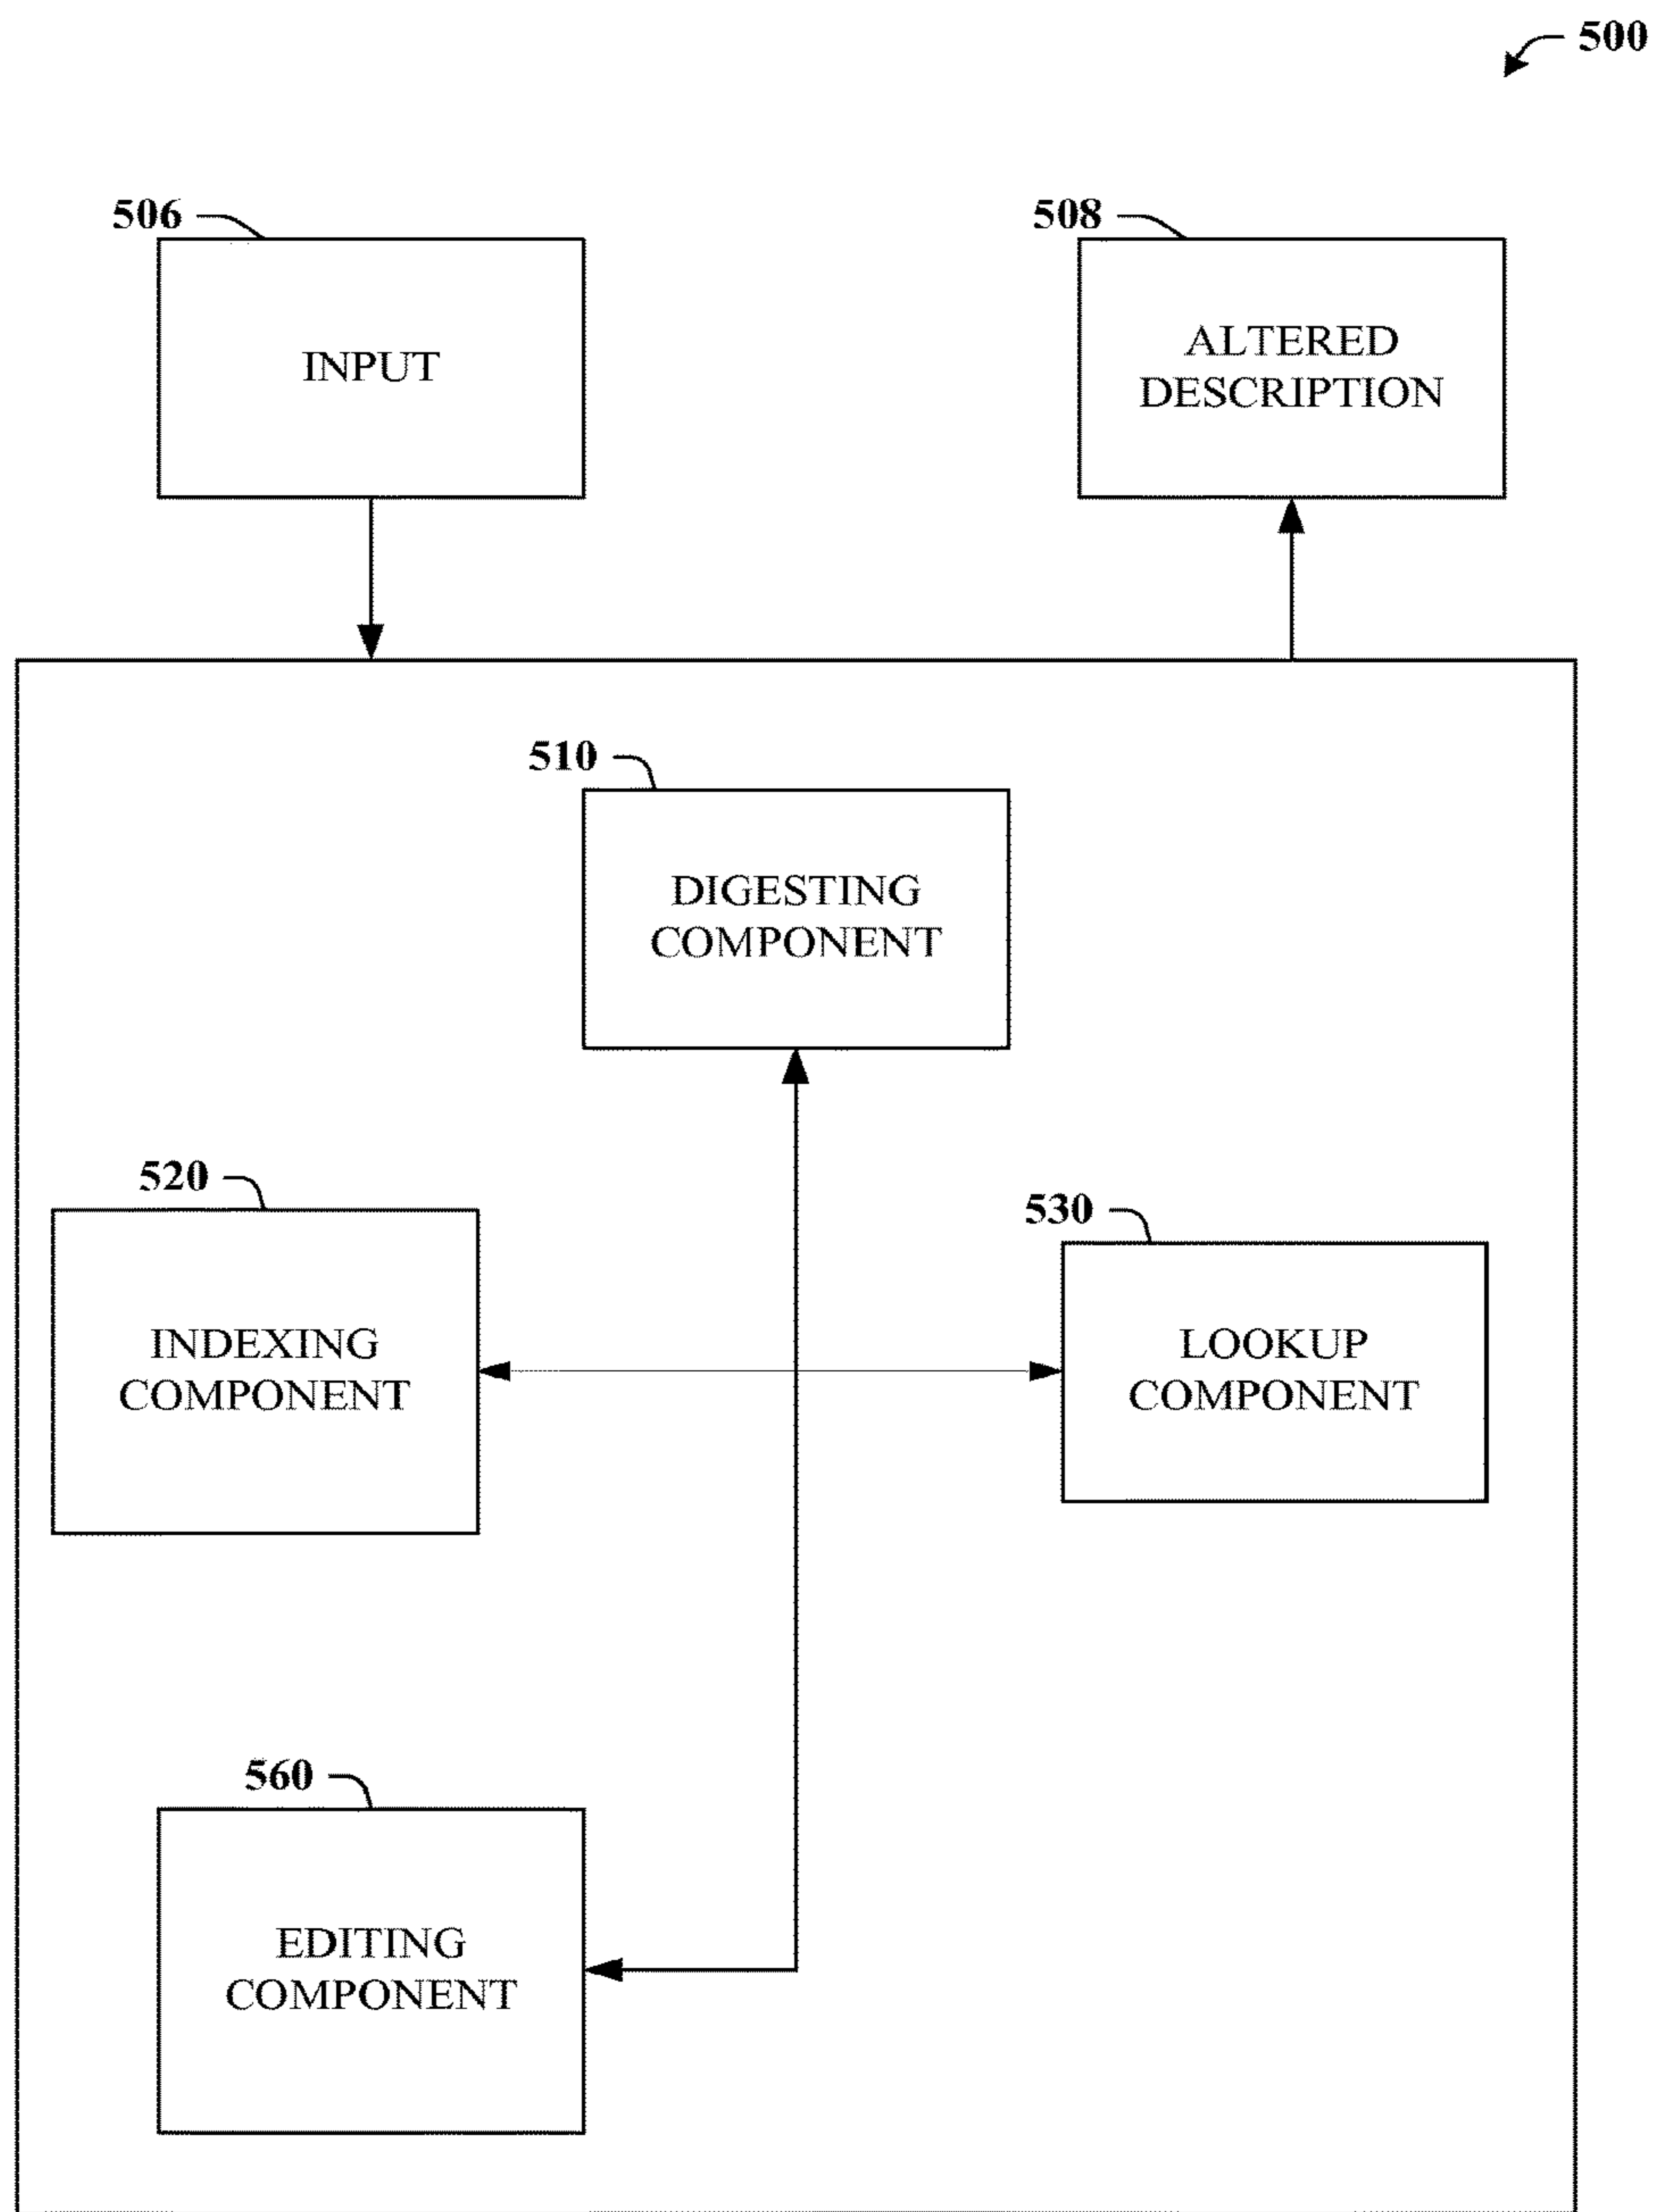 500
506
508
INPUT
ALTERED
DESCRIPTION
510
DIGESTING
COMPONENT
520
530
INDEXING
COMPONENT
LOOKUP
COMPONENT
560
EDITING
COMPONENT